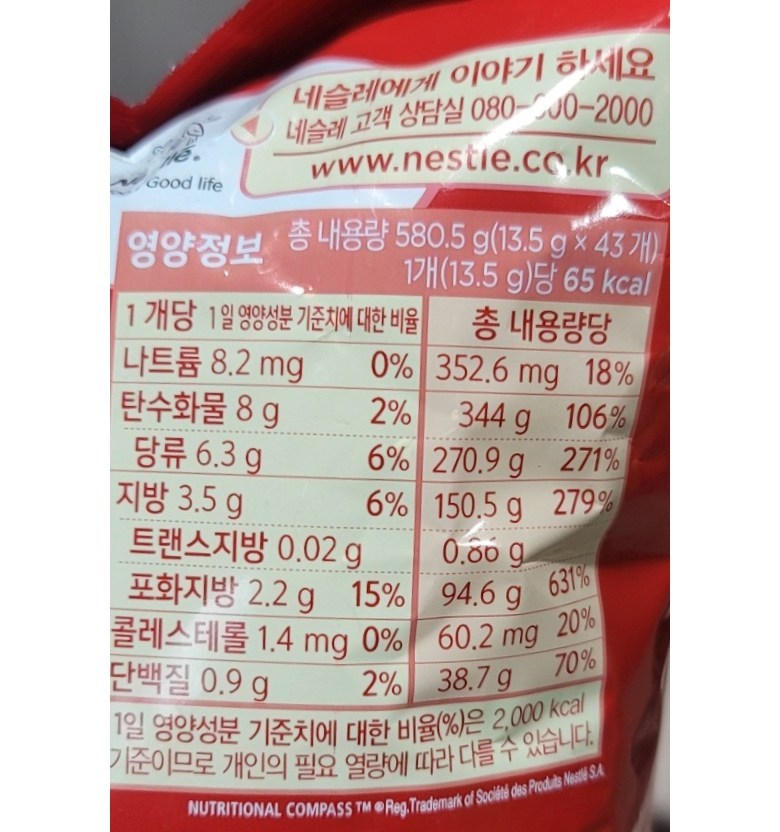 네슬레에게 이야기 하세요
네슬레 고객 상담실 080-   -2000
www.nestle.co.kr
Good life
영양정보 총 내용량 580.5 g(13.5 g × 43 개)
1개(13.5 g)당 65 kcal
1 개당 1일 영양성분 기준치에 대한 비율 총 내용량당
나트륨 8.2 mg 0% 352.6 mg 18%
탄수화물 8 g 2% 344 g 106%
당류 6.3 g 6% 270.9 g 271%
지방 3.5 g 6% 150.5 g 279%
트랜스지방 0.02 g 0.86 g
포화지방 2.2 g 15% 94.6 g 631%
콜레스테롤 1.4 mg 0% 60.2 mg 20%
단백질 0.9 g 2% 38.7 g 70%
1일 영양성분 기준치에 대한 비율(%)은 2,000 kcal
기준이므로 개인의 필요 열량에 따라 다를 수 있습니다.
NUTRITIONAL COMPASS TM ® Reg. Trademark of Société des Produits Nestlé S.A.